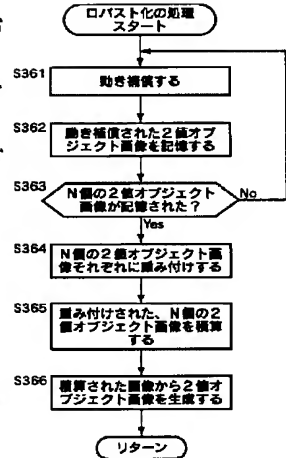 ロバスト化の処理
スタート
S361
動き補償する
S362
動き補償された2値オブ
ジェクト画像を記憶する
S363
N個の2値オブジェクト
画像が記憶された?
No
Yes
S364
N個の2値オブジェクト画
像それぞれに重み付けする
S365
重み付けされた、N個の2
値オブジェクト画像を積算
する
S366
積算された画像から2値オ
ブジェクト画像を生成する
リターン